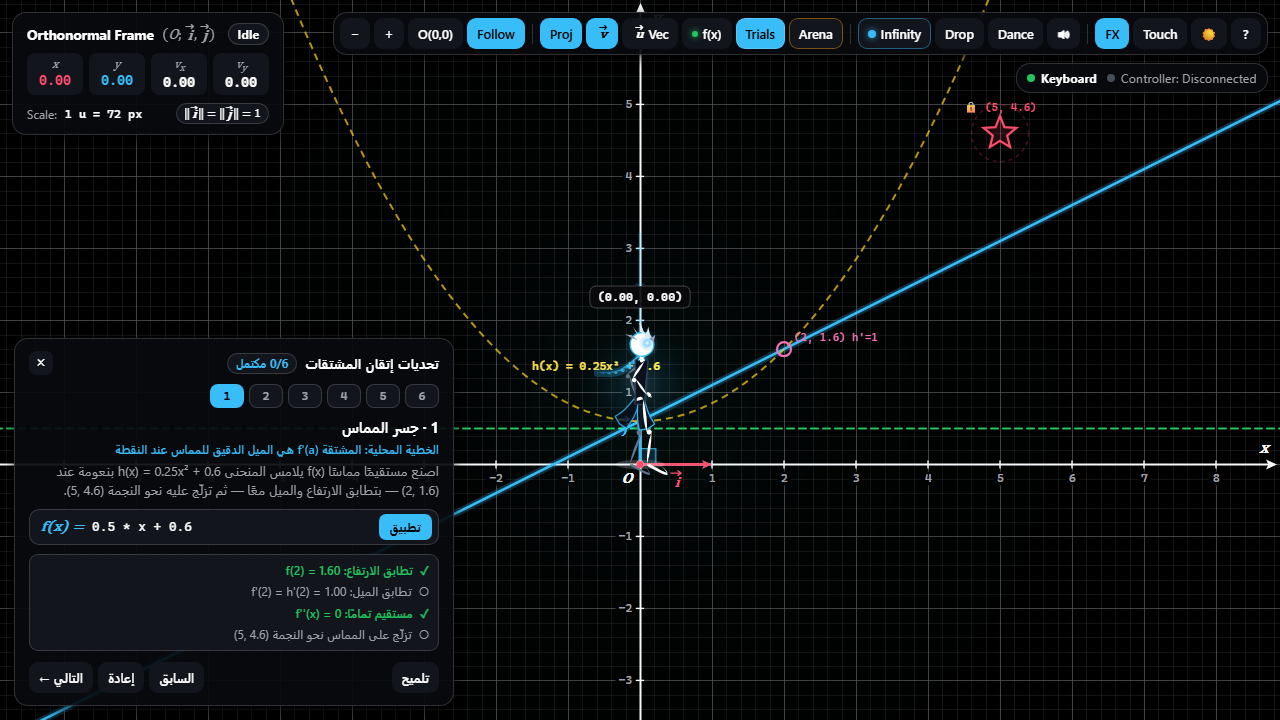 Orthonormal Frame (O; i, j) Idle
x y vx vy
0.00 0.00 0.00 0.00
Scale: 1 u = 72 px ‖i‖ = ‖j‖ = 1
− + O(0,0) Follow Proj v u Vec f(x) Trials Arena Infinity Drop Dance FX Touch ?
Keyboard Controller: Disconnected
🔒 (5, 4.6)
(0.00, 0.00)
(2, 1.6) h'=1
h(x) = 0.25x² + .6
5
4
3
2
1
−1
−2
−3
−2 −1 O 1 2 3 4 5 6 7 8
x
i
تحديات إتقان المشتقات 0/6 مكتمل ×
1 2 3 4 5 6
1 - جسر المماس
الخطية المحلية: المشتقة f'(a) هي الميل الدقيق للمماس عند النقطة
اصنع مستقيمًا مماسًا f(x) يلامس المنحنى h(x) = 0.25x² + 0.6 بنعومة عند
(2, 1.6) — بتطابق الارتفاع والميل معًا — ثم تزلّج عليه نحو النجمة (5, 4.6).
f(x) = 0.5 * x + 0.6 تطبيق
✓ تطابق الارتفاع: f(2) = 1.60
○ تطابق الميل: f'(2) = h'(2) = 1.00
✓ مستقيم تمامًا: f''(x) = 0
○ تزلّج على المماس نحو النجمة (5, 4.6)
تلميح السابق إعادة التالي ←